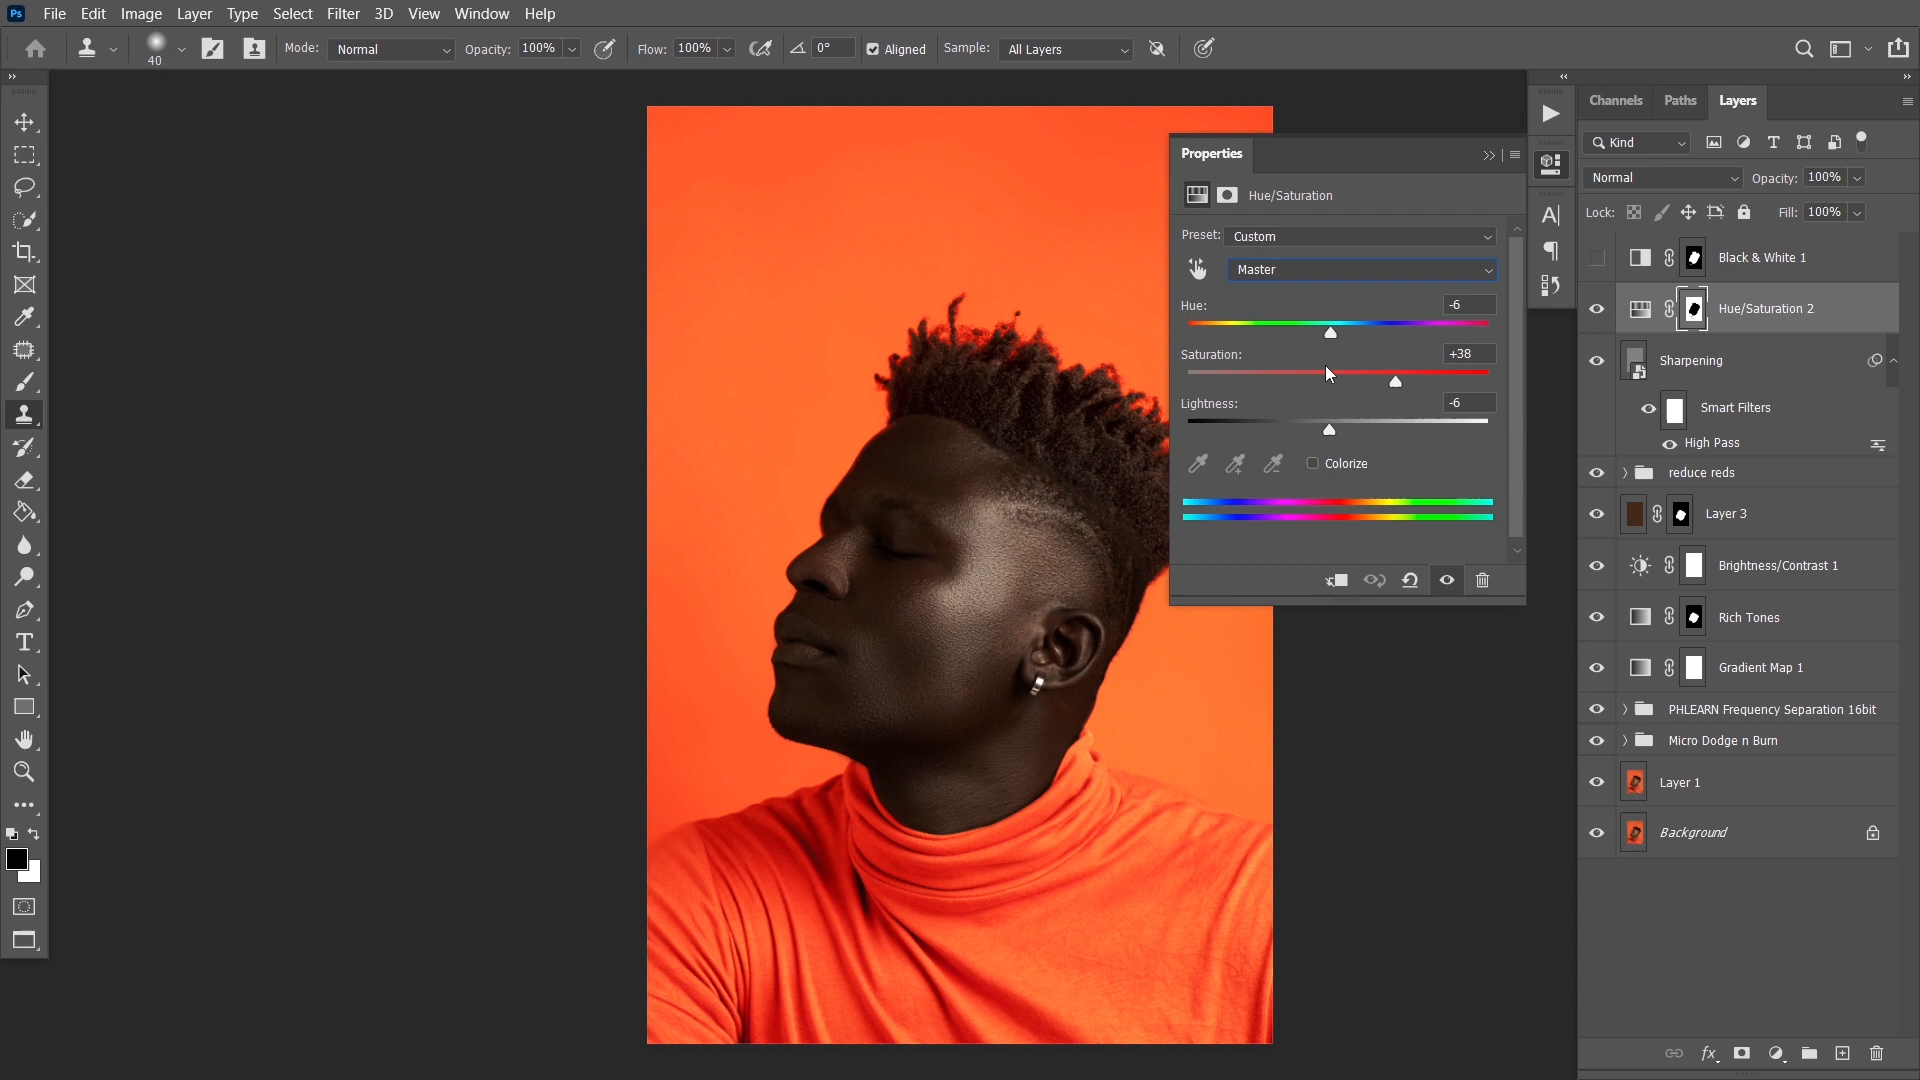 Ps File Edit Image Layer Type Select Filter 3D View Window Help
40 Mode: Normal Opacity: 100% Flow: 100% 0° Aligned Sample: All Layers
Channels Paths Layers
Properties
Kind
Normal Opacity: 100%
Lock: Fill: 100%
Hue/Saturation
Preset: Custom
Master
Hue: -6
Saturation: +38
Lightness: -6
Colorize
Black & White 1
Hue/Saturation 2
Sharpening
Smart Filters
High Pass
reduce reds
Layer 3
Brightness/Contrast 1
Rich Tones
Gradient Map 1
PHLEARN Frequency Separation 16bit
Micro Dodge n Burn
Layer 1
Background
fx